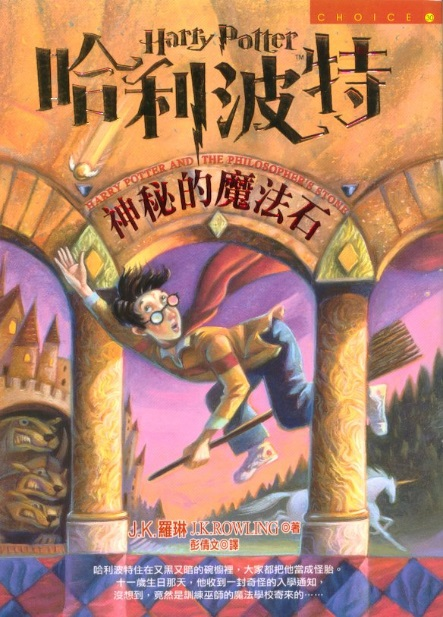 CHOICE 30
Harry Potter
哈利波特™
HARRY POTTER AND THE PHILOSOPHER'S STONE
神秘的魔法石
J.K.羅琳 J.K.ROWLING ◎著
彭倩文◎譯
哈利波特住在又黑又暗的碗櫥裡，大家都把他當成怪胎。
十一歲生日那天，他收到一封奇怪的入學通知，
沒想到，竟然是訓練巫師的魔法學校寄來的……